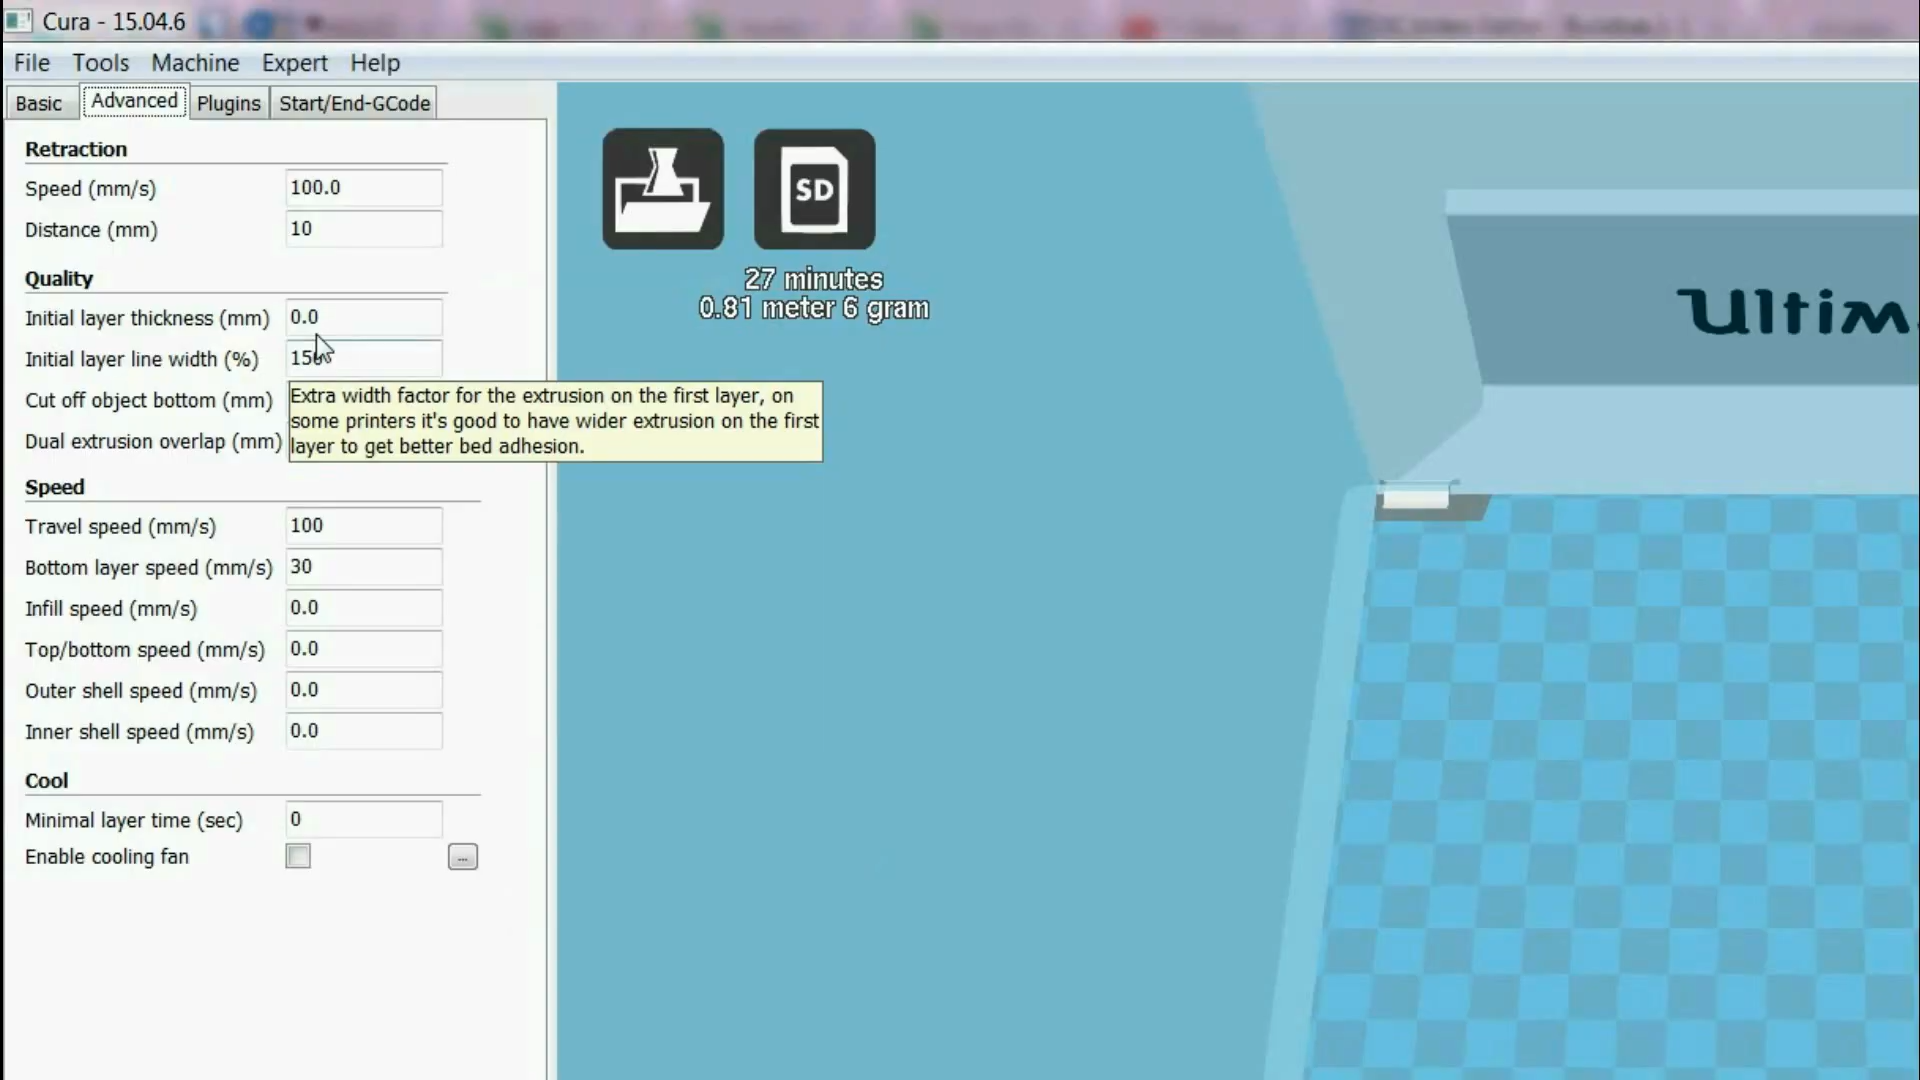 Cura - 15.04.6
File Tools Machine Expert Help
Basic Advanced Plugins Start/End-GCode
Retraction
Speed (mm/s) 100.0
Distance (mm) 10
Quality
Initial layer thickness (mm) 0.0
Initial layer line width (%)
Cut off object bottom (mm)
Dual extrusion overlap (mm)
Extra width factor for the extrusion on the first layer, on
some printers it's good to have wider extrusion on the first
layer to get better bed adhesion.
Speed
Travel speed (mm/s) 100
Bottom layer speed (mm/s) 30
Infill speed (mm/s) 0.0
Top/bottom speed (mm/s) 0.0
Outer shell speed (mm/s) 0.0
Inner shell speed (mm/s) 0.0
Cool
Minimal layer time (sec) 0
Enable cooling fan ...
SD
27 minutes
0.81 meter 6 gram
Ultim